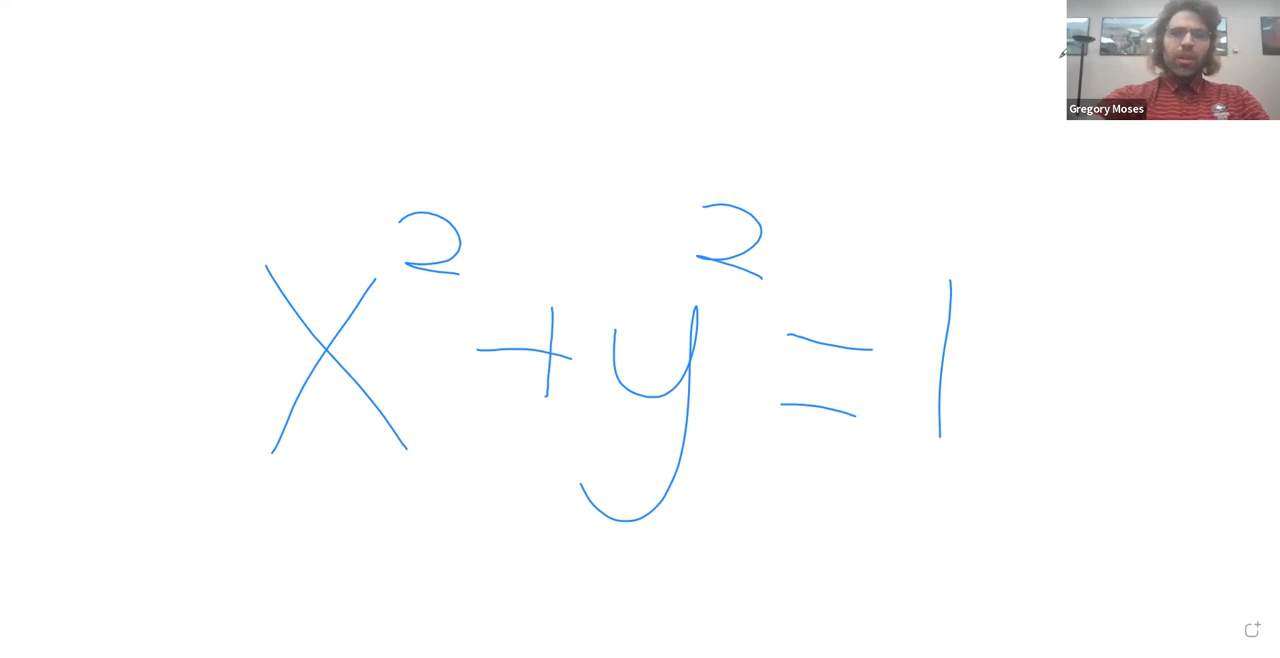 Gregory Moses
x² + y² = 1